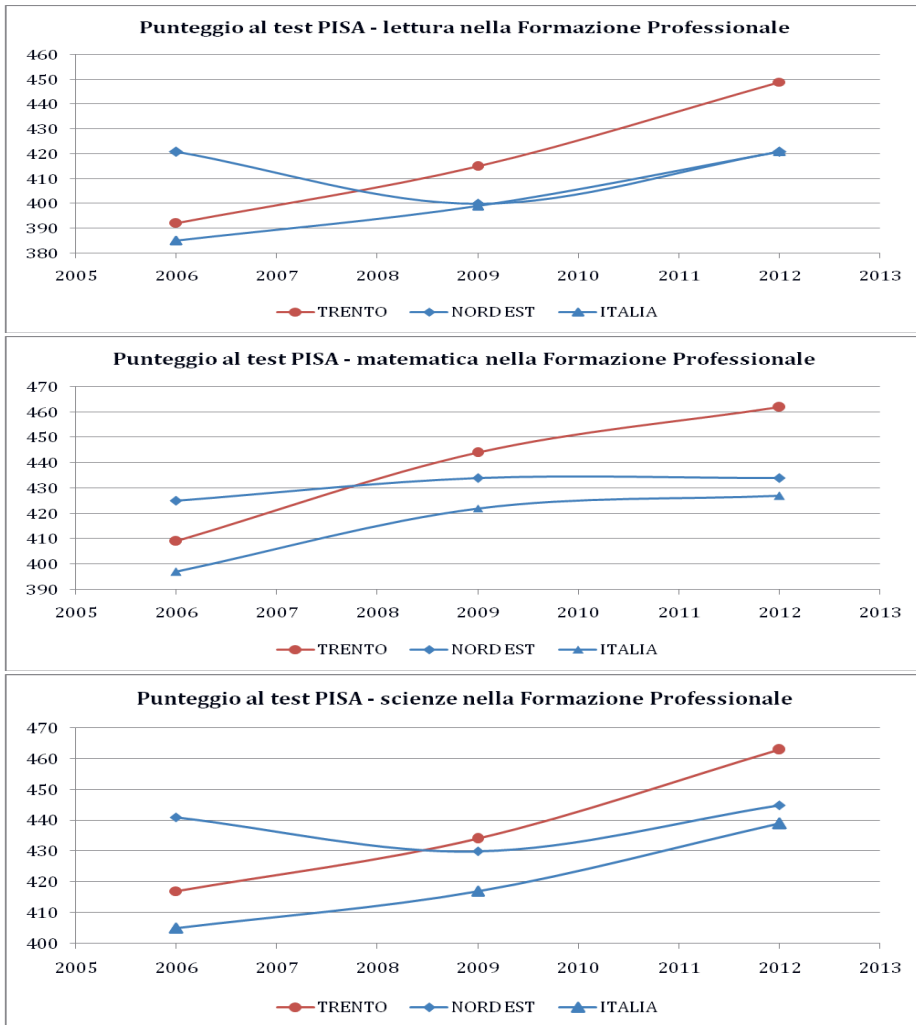 Punteggio al test PISA - lettura nella Formazione Professionale
460
450
440
430
420
410
400
390
380
2005 2006 2007 2008 2009 2010 2011 2012 2013
TRENTO NORD EST ITALIA
Punteggio al test PISA - matematica nella Formazione Professionale
470
460
450
440
430
420
410
400
390
2005 2006 2007 2008 2009 2010 2011 2012 2013
TRENTO NORD EST ITALIA
Punteggio al test PISA - scienze nella Formazione Professionale
470
460
450
440
430
420
410
400
2005 2006 2007 2008 2009 2010 2011 2012 2013
TRENTO NORD EST ITALIA